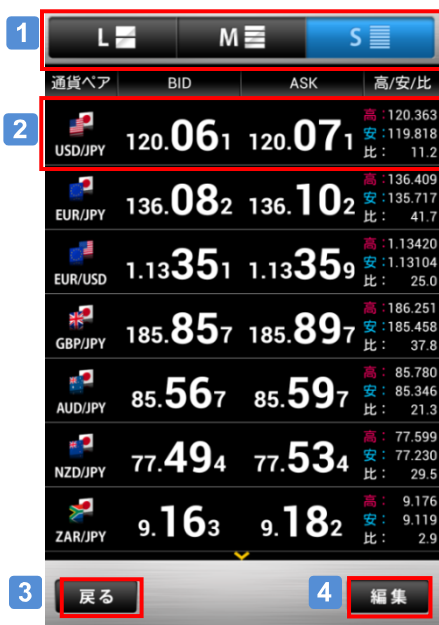 1
L M S
通貨ペア BID ASK 高/安/比
2
USD/JPY 120.061 120.071 高:120.363
安:119.818
比: 11.2
EUR/JPY 136.082 136.102 高:136.409
安:135.717
比: 41.7
EUR/USD 1.13351 1.13359 高:1.13420
安:1.13104
比: 25.0
GBP/JPY 185.857 185.897 高:186.251
安:185.458
比: 37.8
AUD/JPY 85.567 85.597 高: 85.780
安: 85.346
比: 21.3
NZD/JPY 77.494 77.534 高: 77.599
安: 77.230
比: 29.5
ZAR/JPY 9.163 9.182 高: 9.176
安: 9.119
比: 2.9
3 戻る 4 編集